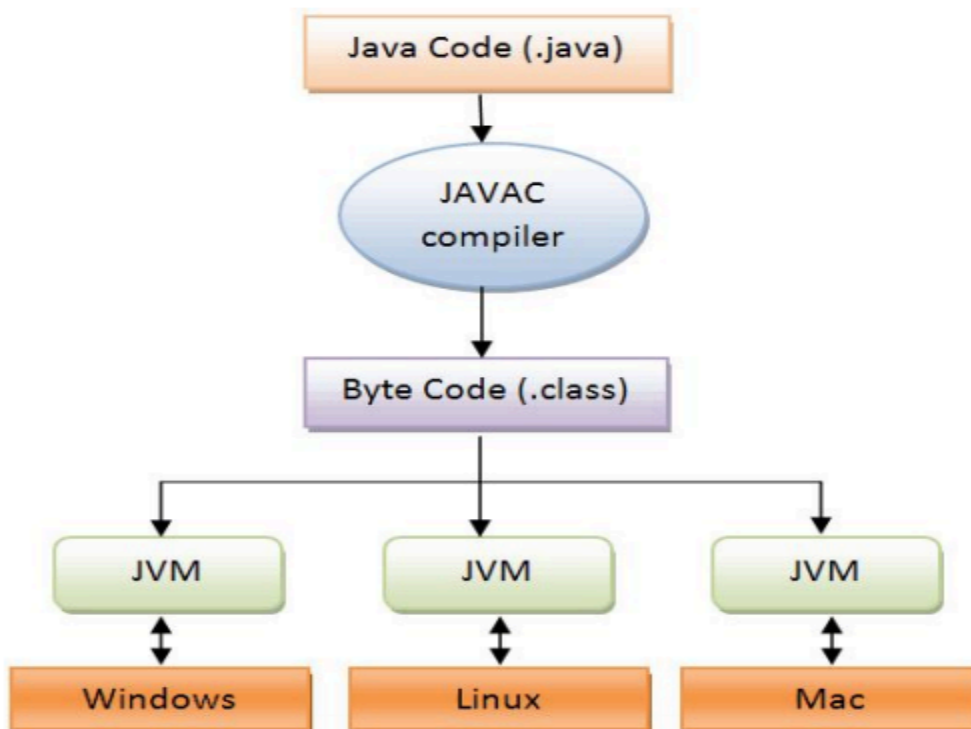 Java Code (.java)
JAVAC
compiler
Byte Code (.class)
JVM
JVM
JVM
Windows
Linux
Mac